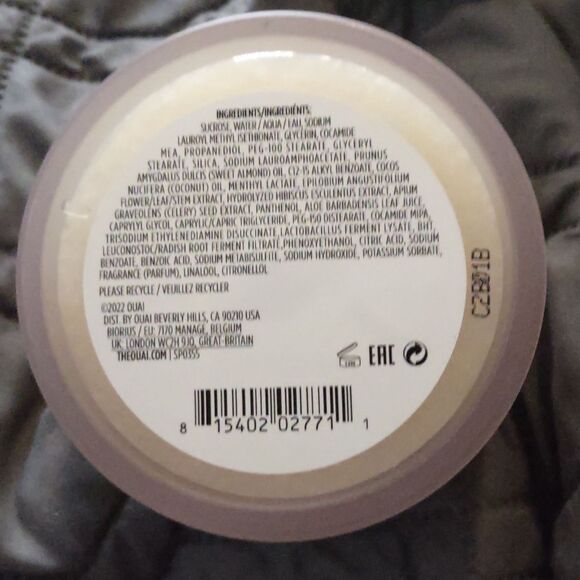 INGREDIENTS/INGRÉDIENTS:
SUCROSE, WATER / AQUA / EAU, SODIUM
LAUROYL METHYL ISETHIONATE, GLYCERIN, COCAMIDE
MEA, PROPANEDIOL, PEG-100 STEARATE, GLYCERYL
STEARATE, SILICA, SODIUM LAUROAMPHOACETATE, PRUNUS
AMYGDALUS DULCIS (SWEET ALMOND) OIL, C12-15 ALKYL BENZOATE, COCOS
NUCIFERA (COCONUT) OIL, MENTHYL LACTATE, EPILOBIUM ANGUSTIFOLIUM
FLOWER/LEAF/STEM EXTRACT, HYDROLYZED HIBISCUS ESCULENTUS EXTRACT, APIUM
GRAVEOLENS (CELERY) SEED EXTRACT, PANTHENOL, ALOE BARBADENSIS LEAF JUICE,
CAPRYLYL GLYCOL, CAPRYLIC/CAPRIC TRIGLYCERIDE, PEG-150 DISTEARATE, COCAMIDE MIPA,
TRISODIUM ETHYLENEDIAMINE DISUCCINATE, LACTOBACILLUS FERMENT LYSATE, BHT,
LEUCONOSTOC/RADISH ROOT FERMENT FILTRATE, PHENOXYETHANOL, CITRIC ACID, SODIUM
BENZOATE, BENZOIC ACID, SODIUM METABISULFITE, SODIUM HYDROXIDE, POTASSIUM SORBATE,
FRAGRANCE (PARFUM), LINALOOL, CITRONELLOL
PLEASE RECYCLE / VEUILLEZ RECYCLER
©2022 OUAI
DIST. BY OUAI BEVERLY HILLS, CA 90210 USA
BIORIUS / EU: 7170 MANAGE, BELGIUM
UK: LONDON WC2H 9JQ, GREAT-BRITAIN
THEOUAI.COM | SP0355
EAC
8 15402 02771 1
C2B01B